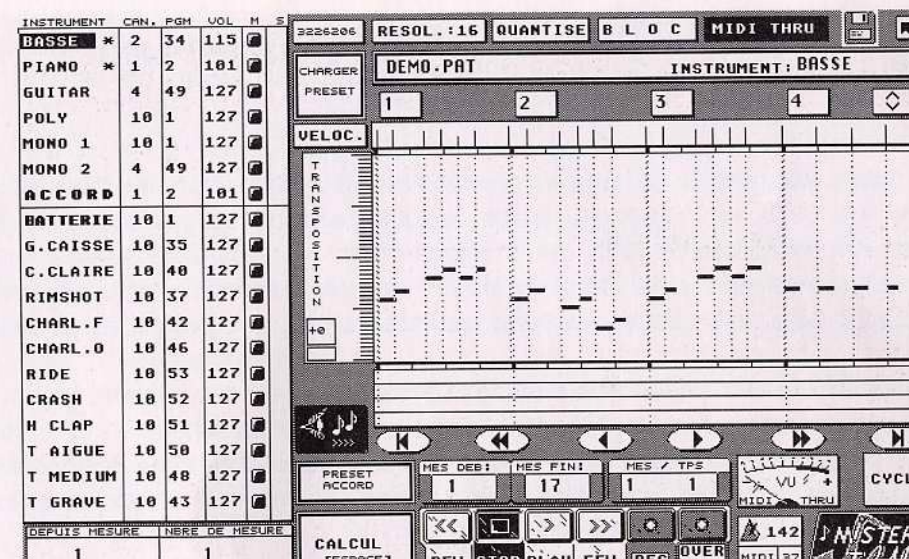 INSTRUMENT CAN. PGM VOL M S
BASSE * 2 34 115
PIANO * 1 2 101
GUITAR 4 49 127
POLY 10 1 127
MONO 1 10 1 127
MONO 2 4 49 127
ACCORD 1 2 101
BATTERIE 10 1 127
G.CAISSE 10 35 127
C.CLAIRE 10 40 127
RIMSHOT 10 37 127
CHARL.F 10 42 127
CHARL.O 10 46 127
RIDE 10 53 127
CRASH 10 52 127
H CLAP 10 51 127
T AIGUE 10 50 127
T MEDIUM 10 48 127
T GRAVE 10 43 127
DEPUIS MESURE NBRE DE MESURE
1 1
3226206 RESOL.:16 QUANTISE BLOC MIDI THRU
CHARGER PRESET
DEMO.PAT INSTRUMENT: BASSE
1 2 3 4
VELOC.
TRANSPOSITION
+0
PRESET ACCORD
MES DEB: MES FIN: MES / TPS
1 17 1 1
VU +
MIDI THRU
CYCL
CALCUL
142
OVER
MIDI